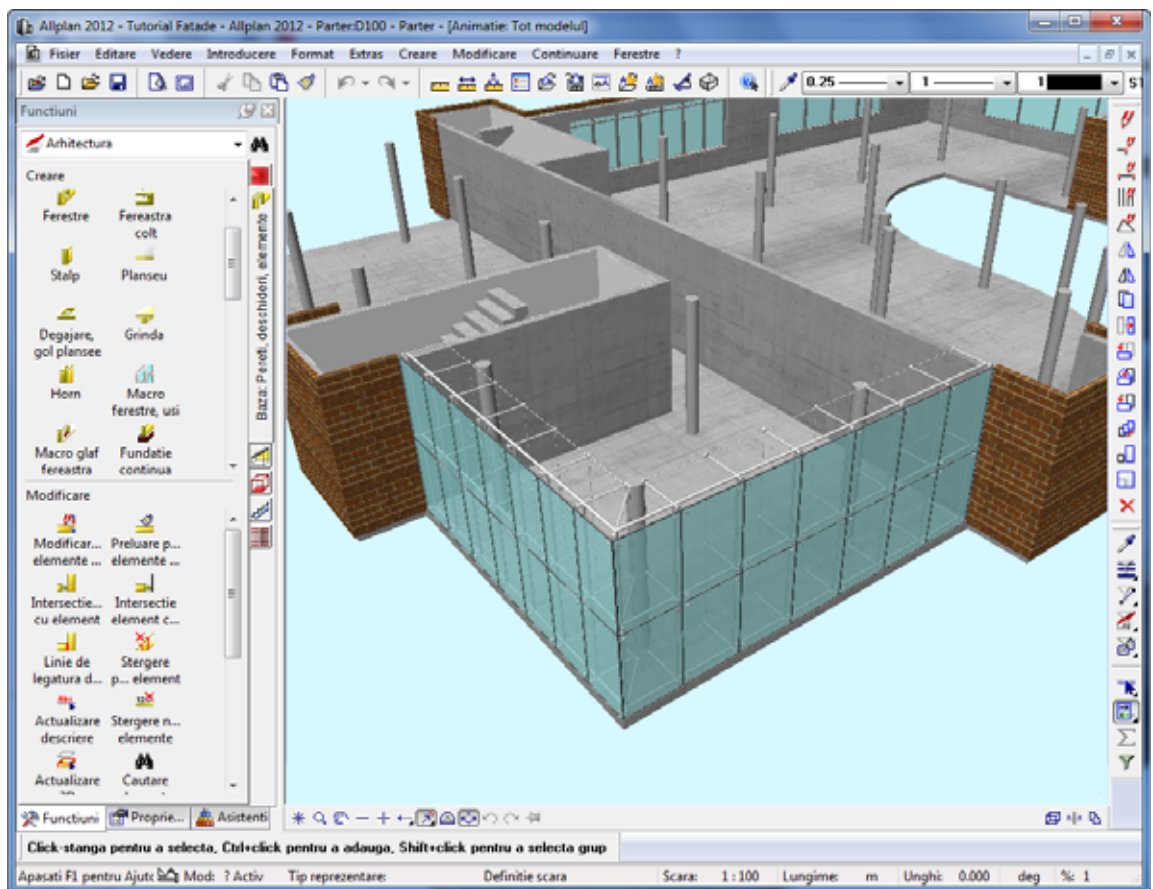 Allplan 2012 - Tutorial Fatade - Allplan 2012 - Parter:D100 - Parter - [Animatie: Tot modelul]
Fisier Editare Vedere Introducere Format Extras Creare Modificare Continuare Ferestre ?
0.25 1 1
Functiuni
Arhitectura
Creare
Ferestre Fereastra colt
Stalp Planseu
Degajare, gol plansee Grinda
Horn Macro ferestre, usi
Macro glaf fereastra Fundatie continua
Baza: Pereti, deschideri, elemente
Modificare
Modificar... elemente ... Preluare p... elemente ...
Intersectie... cu element Intersectie element c...
Linie de legatura d... Stergere p... element
Actualizare descriere Stergere n... elemente
Actualizare Cautare
Functiuni Proprie... Asistenti
Click-stanga pentru a selecta, Ctrl+click pentru a adauga, Shift+click pentru a selecta grup
Apasati F1 pentru Ajutc Mod: ? Activ Tip reprezentare: Definitie scara Scara: 1 : 100 Lungime: m Unghi: 0.000 deg %: 1